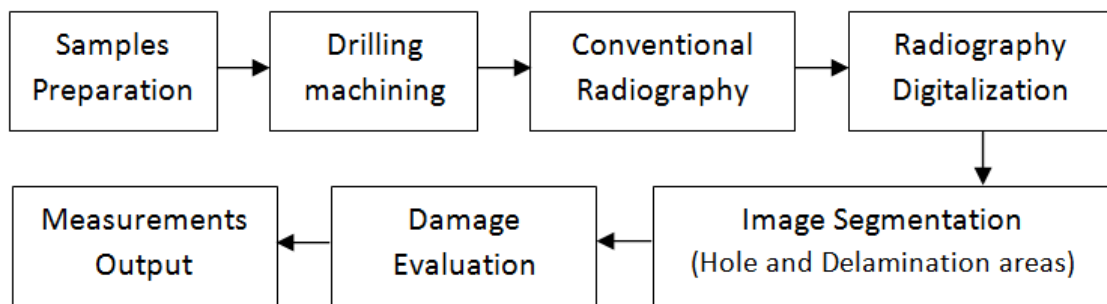 Samples
Preparation
Drilling
machining
Conventional
Radiography
Radiography
Digitalization
Image Segmentation
(Hole and Delamination areas)
Damage
Evaluation
Measurements
Output